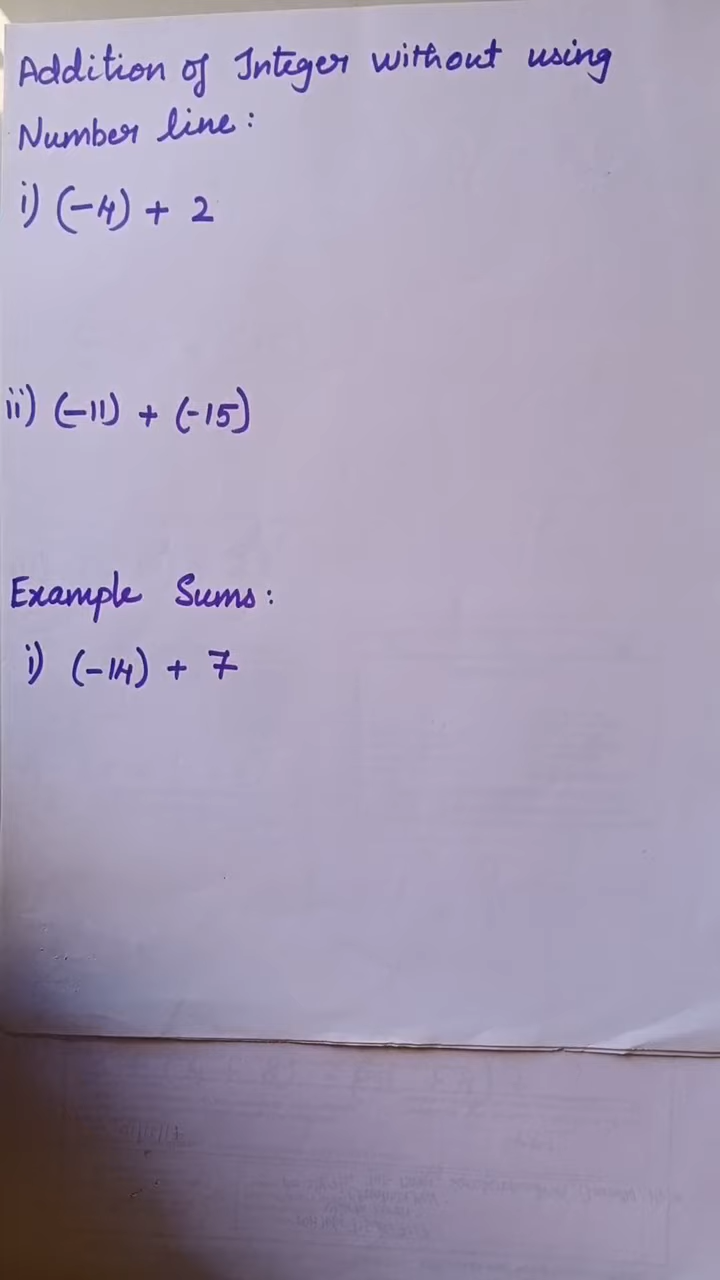 Addition of Integer without using
Number line:
i) (-4) + 2
ii) (-11) + (-15)
Example Sums:
i) (-14) + 7